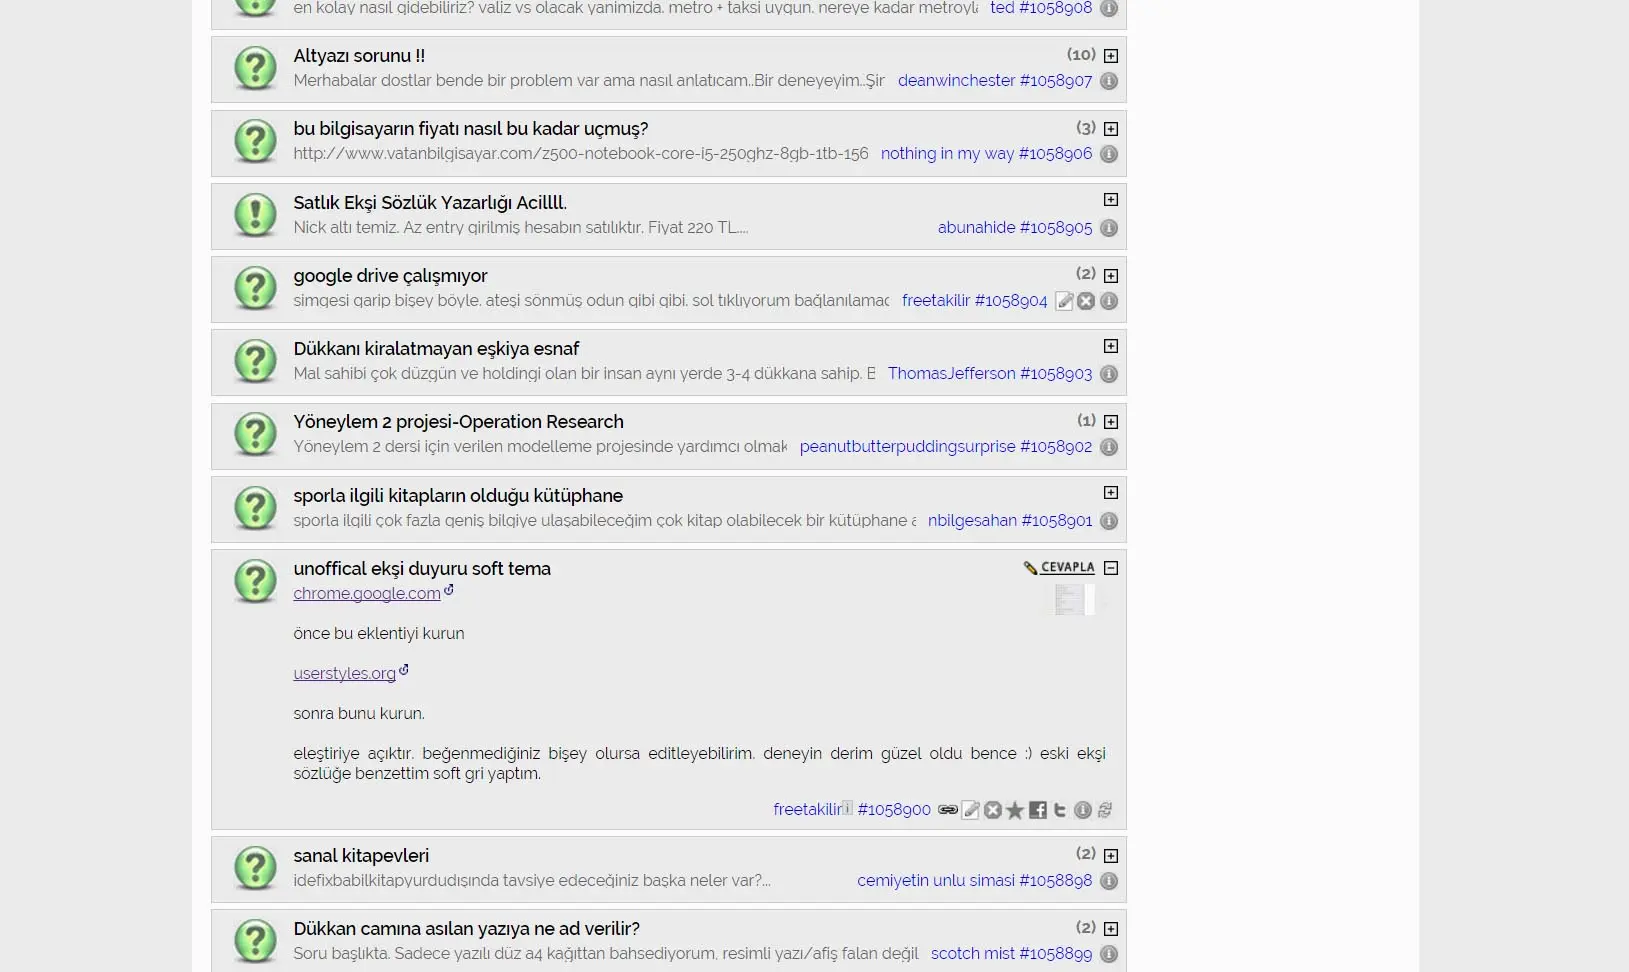 en kolay nasıl gidebiliriz? valiz vs olacak yanimizda. metro + taksi uygun. nereye kadar metroyla ted #1058908
Altyazı sorunu !! (10)
Merhabalar dostlar bende bir problem var ama nasıl anlatıcam..Bir deneyeyim..Şir deanwinchester #1058907
bu bilgisayarın fiyatı nasıl bu kadar uçmuş? (3)
http://www.vatanbilgisayar.com/z500-notebook-core-i5-250ghz-8gb-1tb-156 nothing in my way #1058906
Satlık Ekşi Sözlük Yazarlığı Acillll.
Nick altı temiz. Az entry girilmiş hesabın satılıktır. Fiyat 220 TL.... abunahide #1058905
google drive çalışmıyor (2)
simgesi garip bişey böyle. ateşi sönmüş odun gibi gibi. sol tıklıyorum bağlanılamac freetakilir #1058904
Dükkanı kiralatmayan eşkiya esnaf
Mal sahibi çok düzgün ve holdingi olan bir insan aynı yerde 3-4 dükkana sahip. B ThomasJefferson #1058903
Yöneylem 2 projesi-Operation Research (1)
Yöneylem 2 dersi için verilen modelleme projesinde yardımcı olmak peanutbutterpuddingsurprise #1058902
sporla ilgili kitapların olduğu kütüphane
sporla ilgili çok fazla geniş bilgiye ulaşabileceğim çok kitap olabilecek bir kütüphane a nbilgesahan #1058901
unoffical ekşi duyuru soft tema CEVAPLA
chrome.google.com
önce bu eklentiyi kurun
userstyles.org
sonra bunu kurun.
eleştiriye açıktır. beğenmediğiniz bişey olursa editleyebilirim. deneyin derim güzel oldu bence :) eski ekşi
sözlüğe benzettim soft gri yaptım.
freetakilir #1058900
sanal kitapevleri (2)
idefixbabilkitapyurdudışında tavsiye edeceğiniz başka neler var?... cemiyetin unlu simasi #1058898
Dükkan camına asılan yazıya ne ad verilir? (2)
Soru başlıkta. Sadece yazılı düz a4 kağıttan bahsediyorum, resimli yazı/afiş falan değil scotch mist #1058899